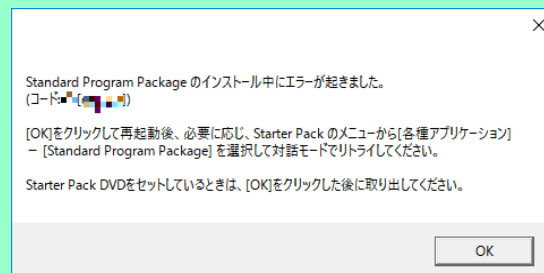 Standard Program Package のインストール中にエラーが起きました。
(コード:
[OK]をクリックして再起動後、必要に応じ、Starter Pack のメニューから[各種アプリケーション]
－ [Standard Program Package] を選択して対話モードでリトライしてください。
Starter Pack DVDをセットしているときは、[OK]をクリックした後に取り出してください。
OK